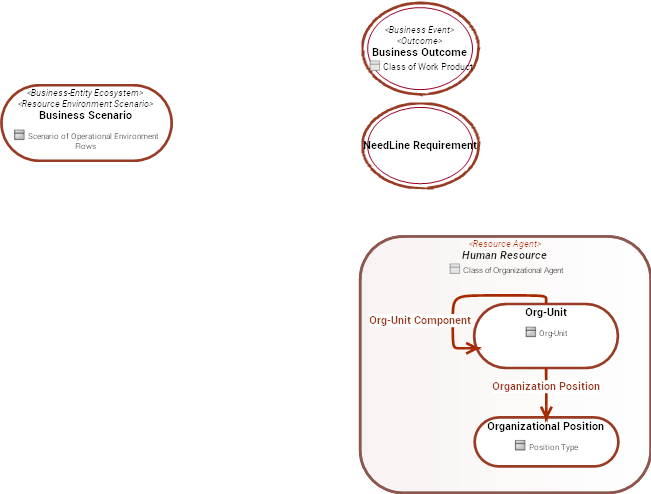 <Business Event>
<Outcome>
Business Outcome
Class of Work Product
<Business-Entity Ecosystem>
<Resource Environment Scenario>
Business Scenario
Scenario of Operational Environment
Flows
NeedLine Requirement
<Resource Agent>
Human Resource
Class of Organizational Agent
Org-Unit
Org-Unit Component
Org-Unit
Organization Position
Organizational Position
Position Type